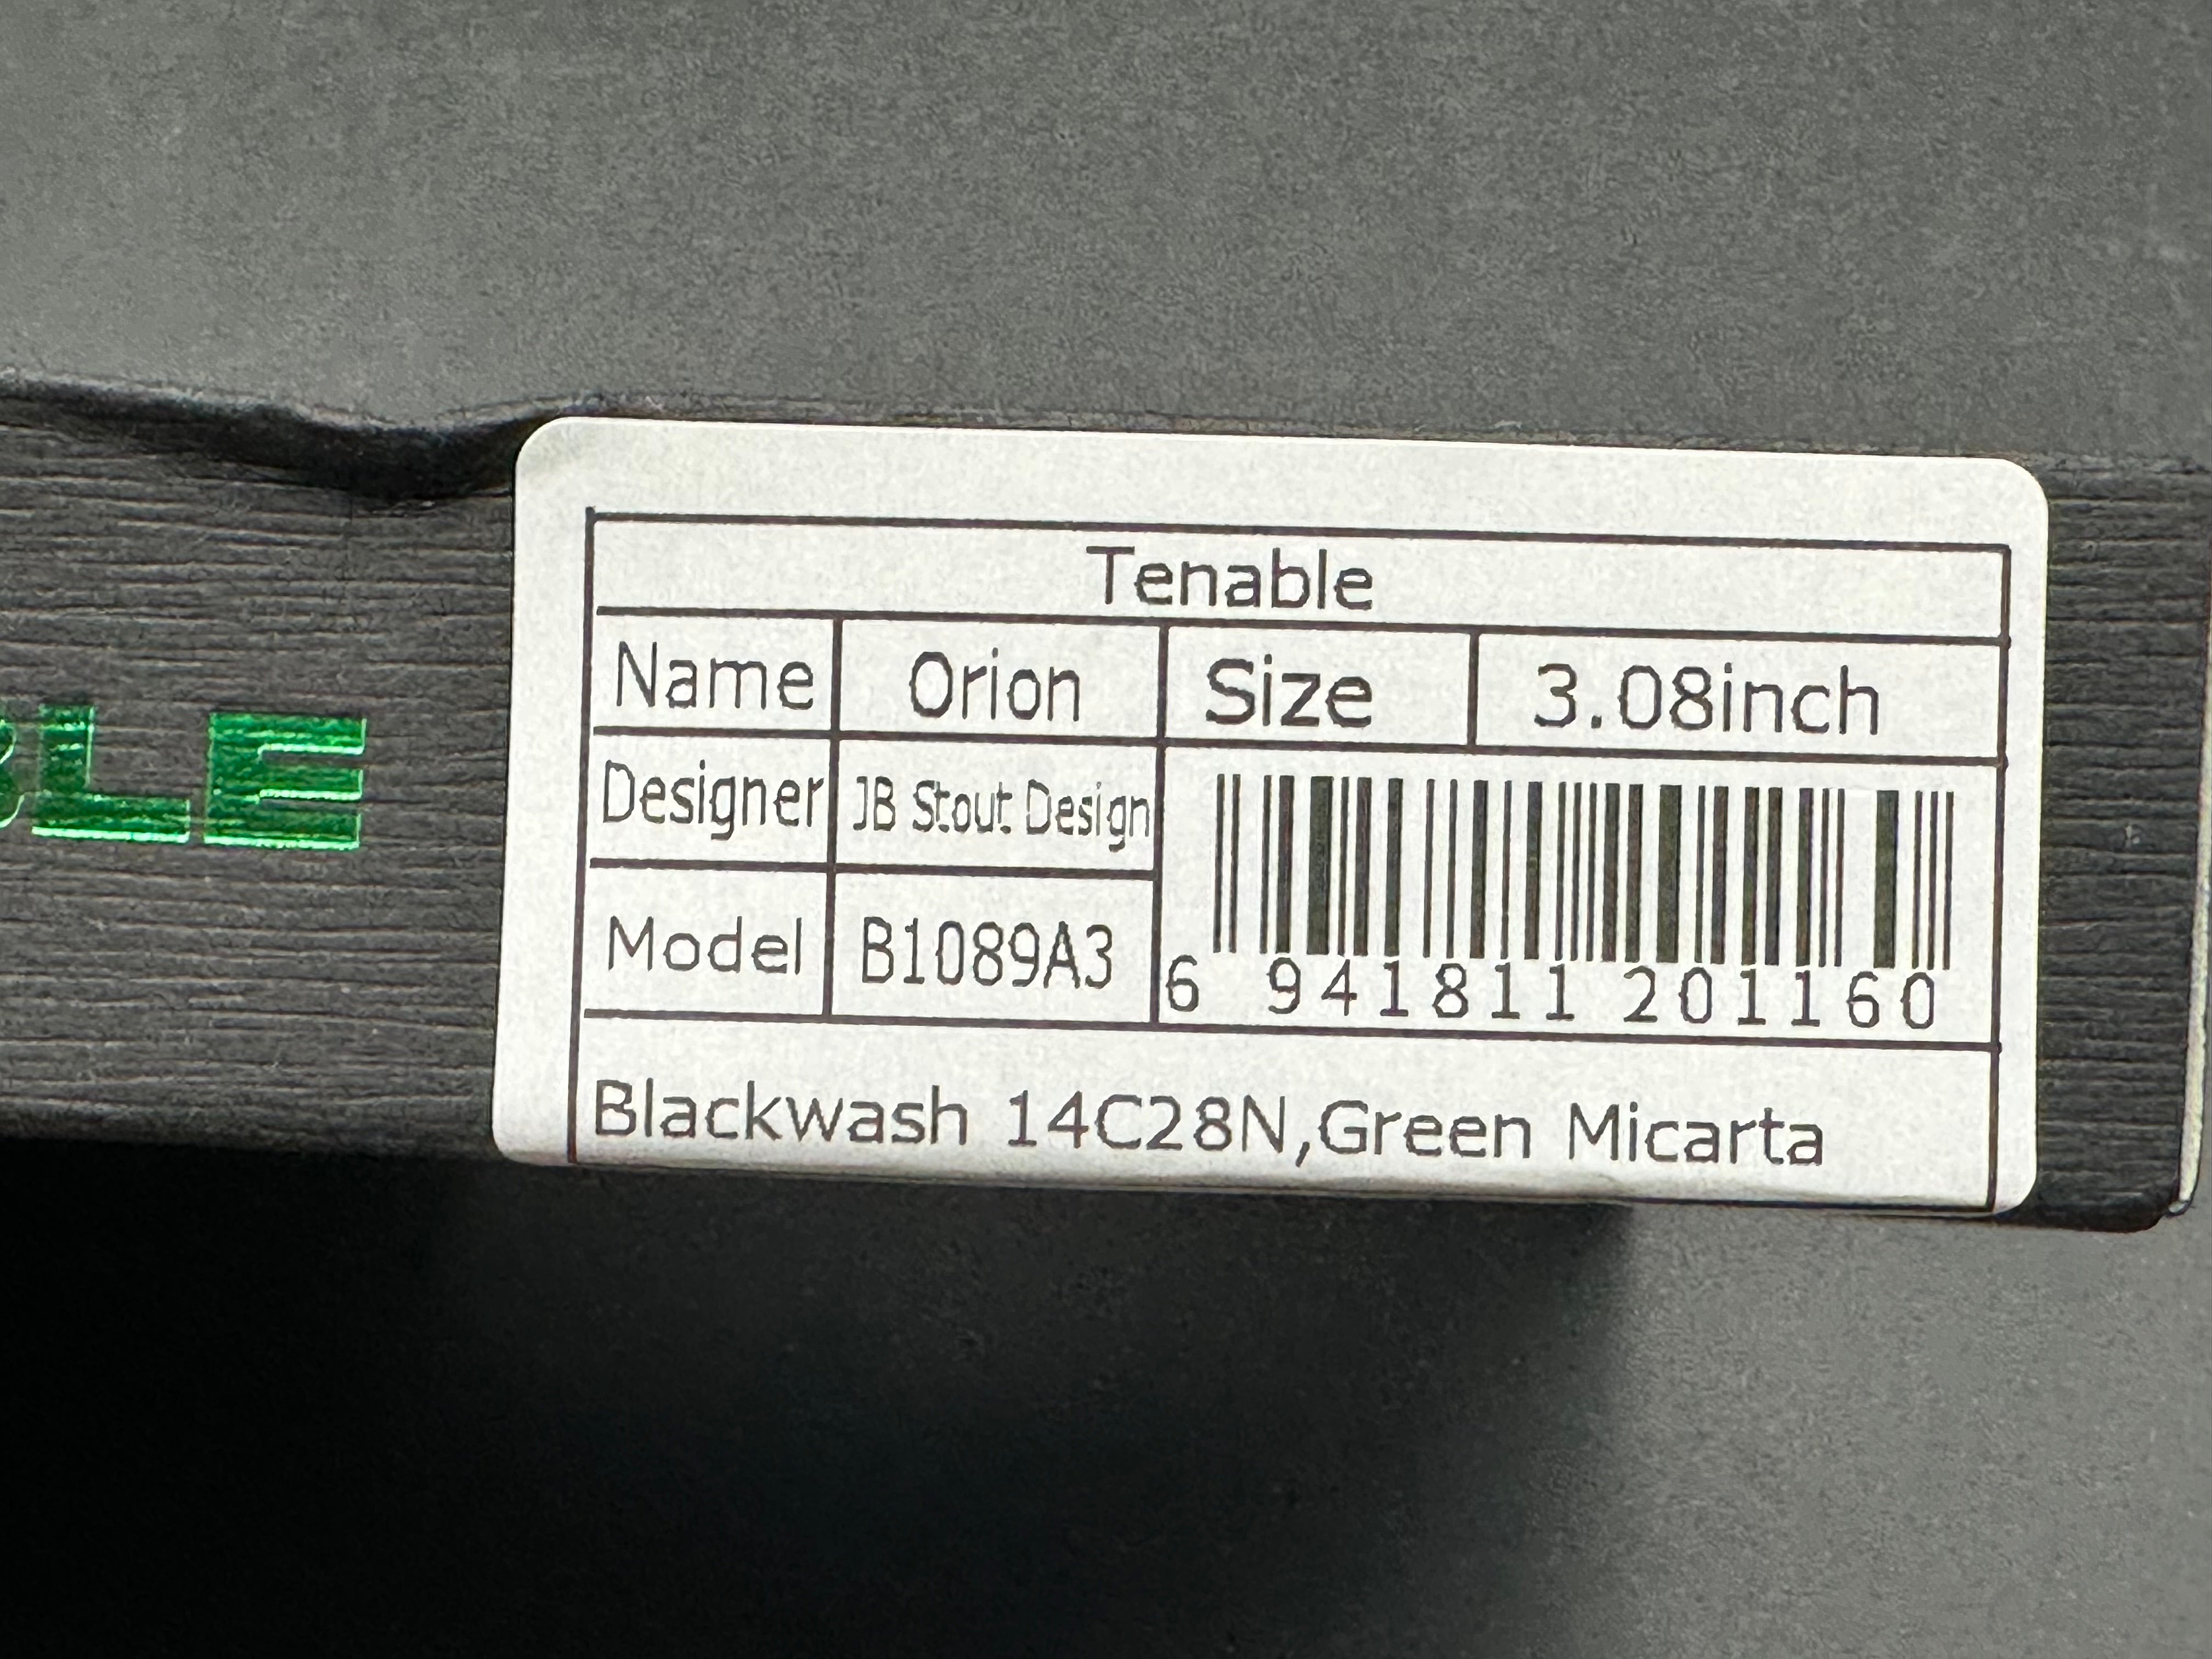 Tenable
Name Orion Size 3.08inch
Designer JB Stout Design
Model B1089A3
6 941811 201160
Blackwash 14C28N,Green Micarta
BLE